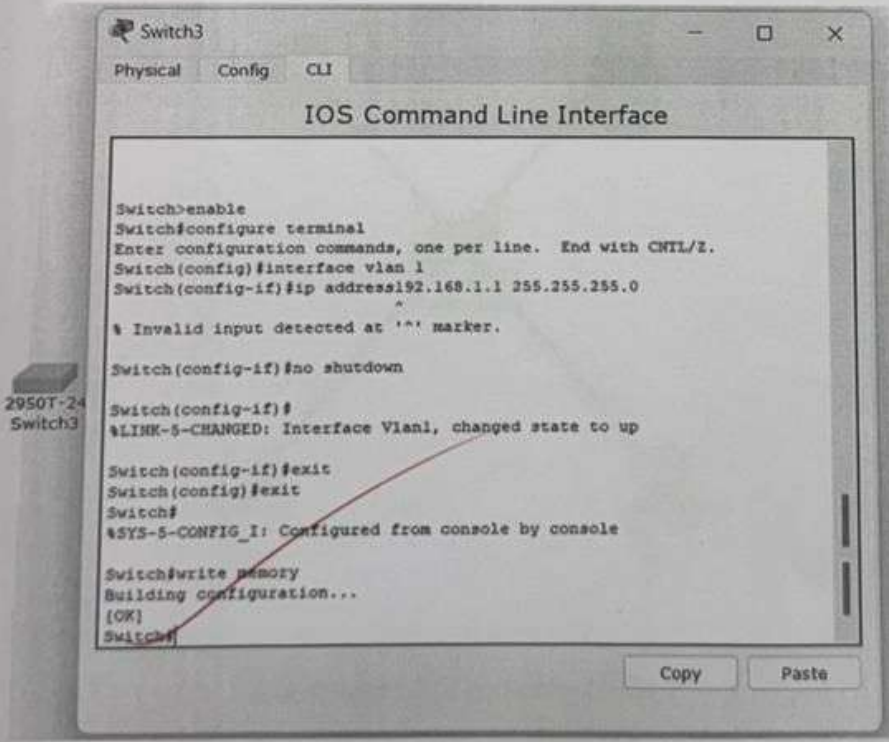 Switch3
Physical Config CLI
IOS Command Line Interface
Switch>enable
Switch#configure terminal
Enter configuration commands, one per line. End with CNTL/Z.
Switch(config)#interface vlan 1
Switch(config-if)#ip address192.168.1.1 255.255.255.0
^
% Invalid input detected at '^' marker.
Switch(config-if)#no shutdown
Switch(config-if)#
%LINK-5-CHANGED: Interface Vlan1, changed state to up
Switch(config-if)#exit
Switch(config)#exit
Switch#
%SYS-5-CONFIG_I: Configured from console by console
Switch#write memory
Building configuration...
[OK]
Switch#
2950T-24
Switch3
Copy Paste